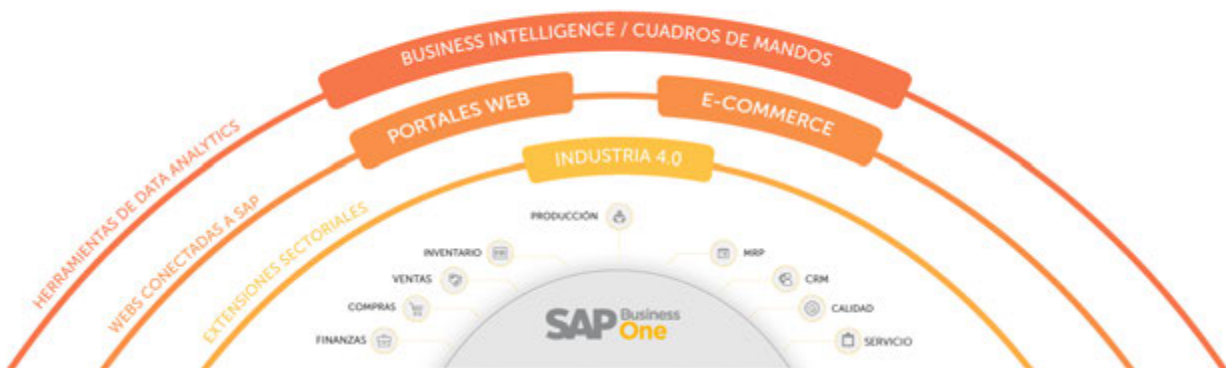 BUSINESS INTELLIGENCE / CUADROS DE MANDOS
PORTALES WEB
E-COMMERCE
INDUSTRIA 4.0
HERRAMIENTAS DE DATA ANALYTICS
WEBS CONECTADAS A SAP
EXTENSIONES SECTORIALES
PRODUCCIÓN
INVENTARIO
MRP
VENTAS
CRM
COMPRAS
CALIDAD
FINANZAS
SERVICIO
SAP Business One